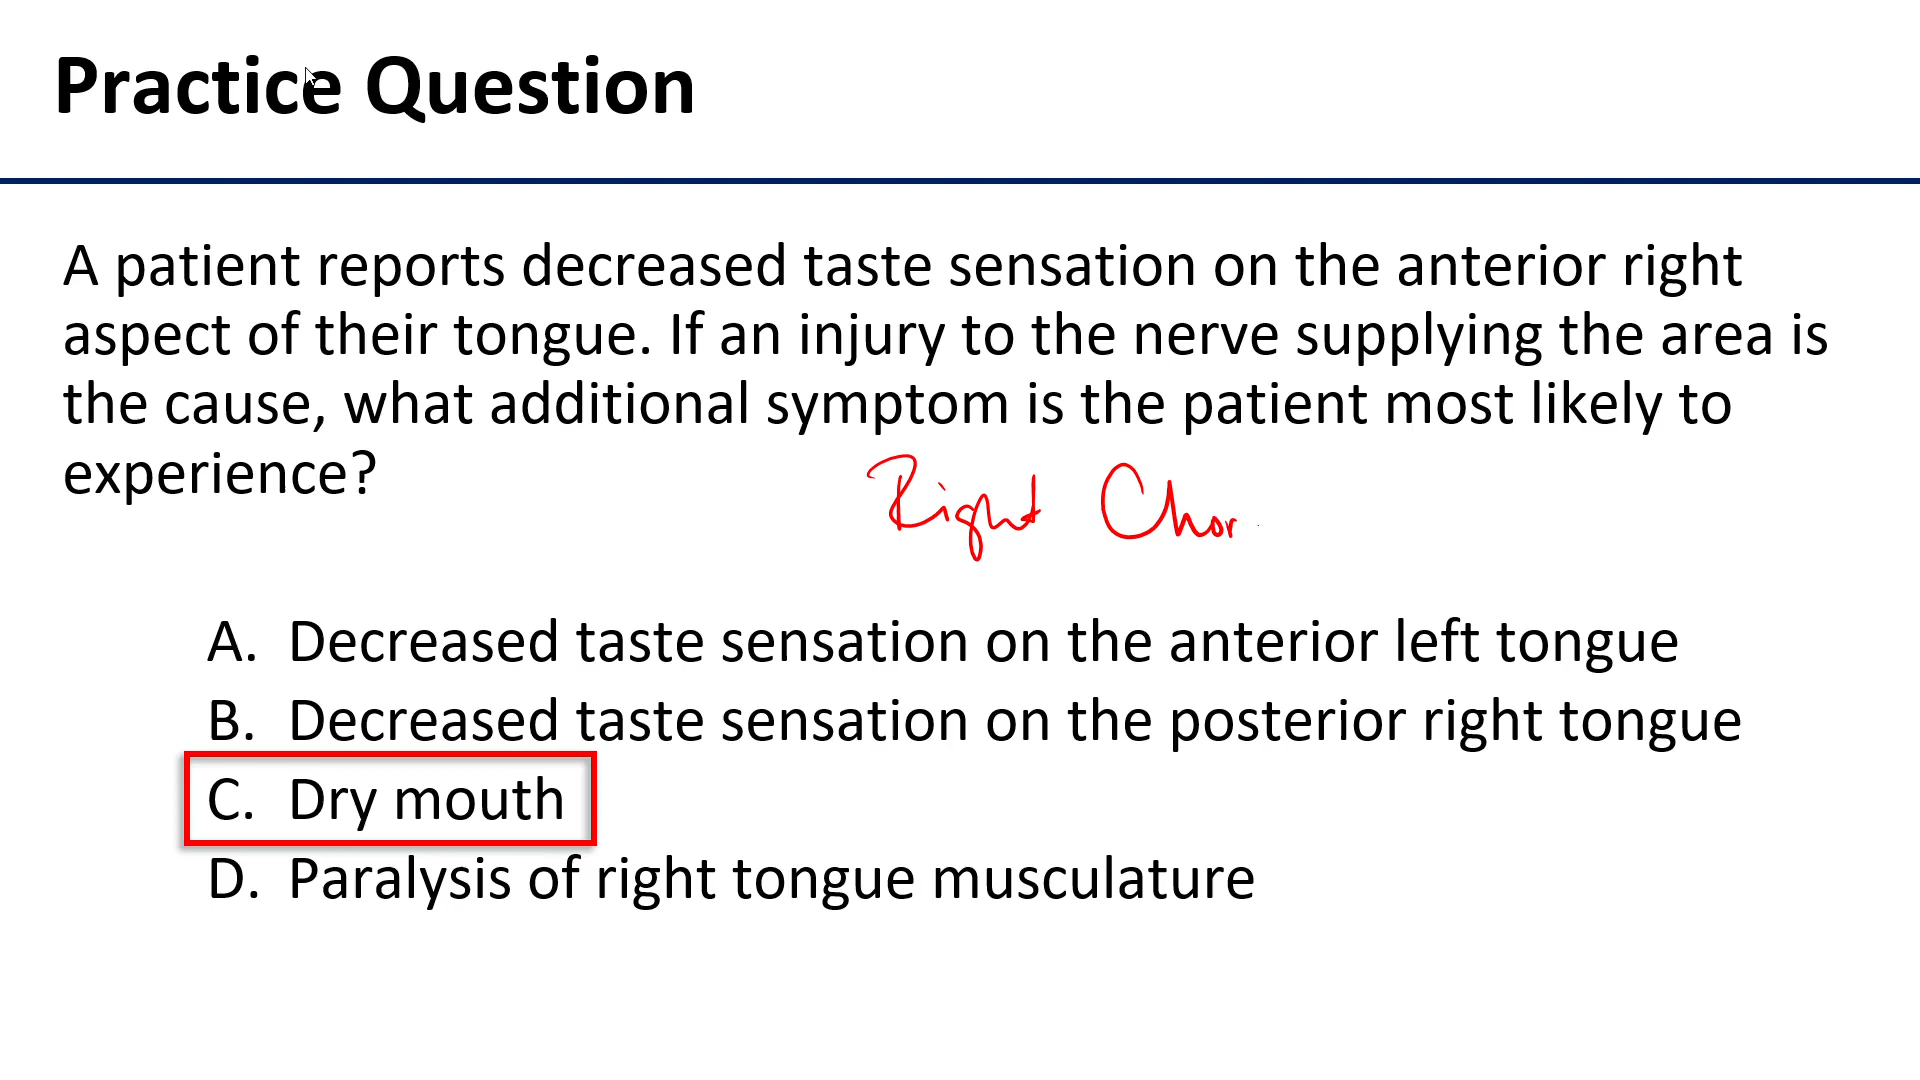 Practice Question
A patient reports decreased taste sensation on the anterior right
aspect of their tongue. If an injury to the nerve supplying the area is
the cause, what additional symptom is the patient most likely to
experience?
Right Chor
A. Decreased taste sensation on the anterior left tongue
B. Decreased taste sensation on the posterior right tongue
C. Dry mouth
D. Paralysis of right tongue musculature